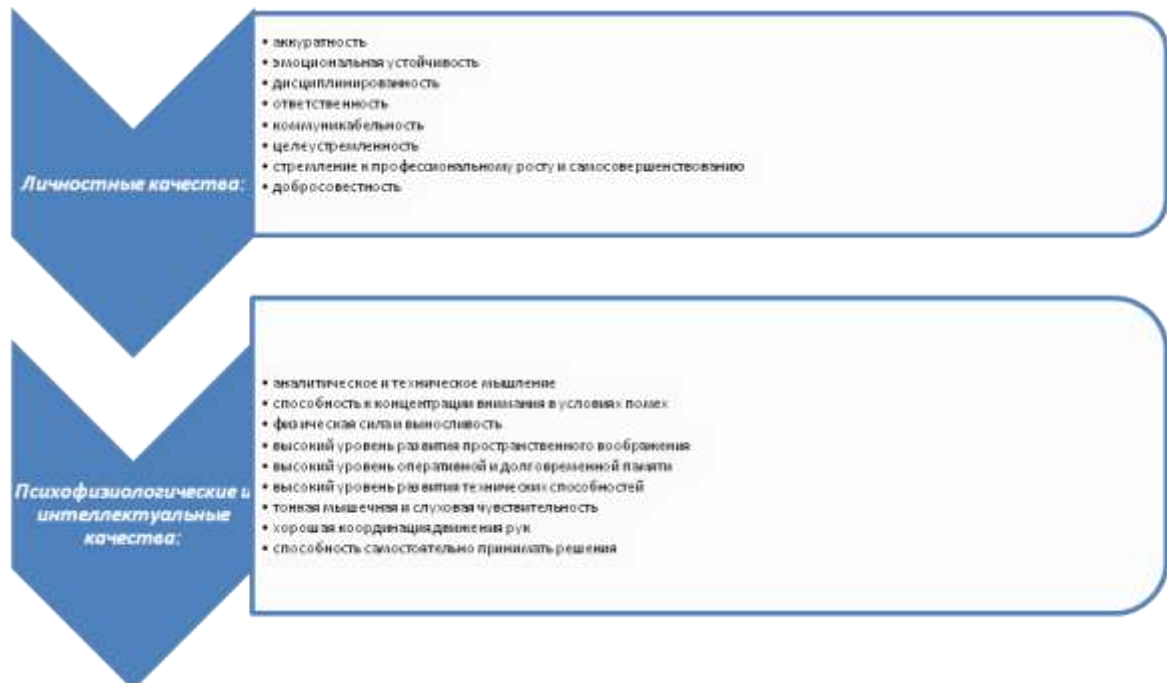 Личностные качества:
• аккуратность
• эмоциональная устойчивость
• дисциплинированность
• ответственность
• коммуникабельность
• целеустремленность
• стремление к профессиональному росту и самосовершенствованию
• добросовестность
Психофизиологические и
интеллектуальные
качества:
• аналитическое и техническое мышление
• способность к концентрации внимания в условиях помех
• физическая сила и выносливость
• высокий уровень развития пространственного воображения
• высокий уровень оперативной и долговременной памяти
• высокий уровень развития технических способностей
• тонкая мышечная и слуховая чувствительность
• хорошая координация движения рук
• способность самостоятельно принимать решения